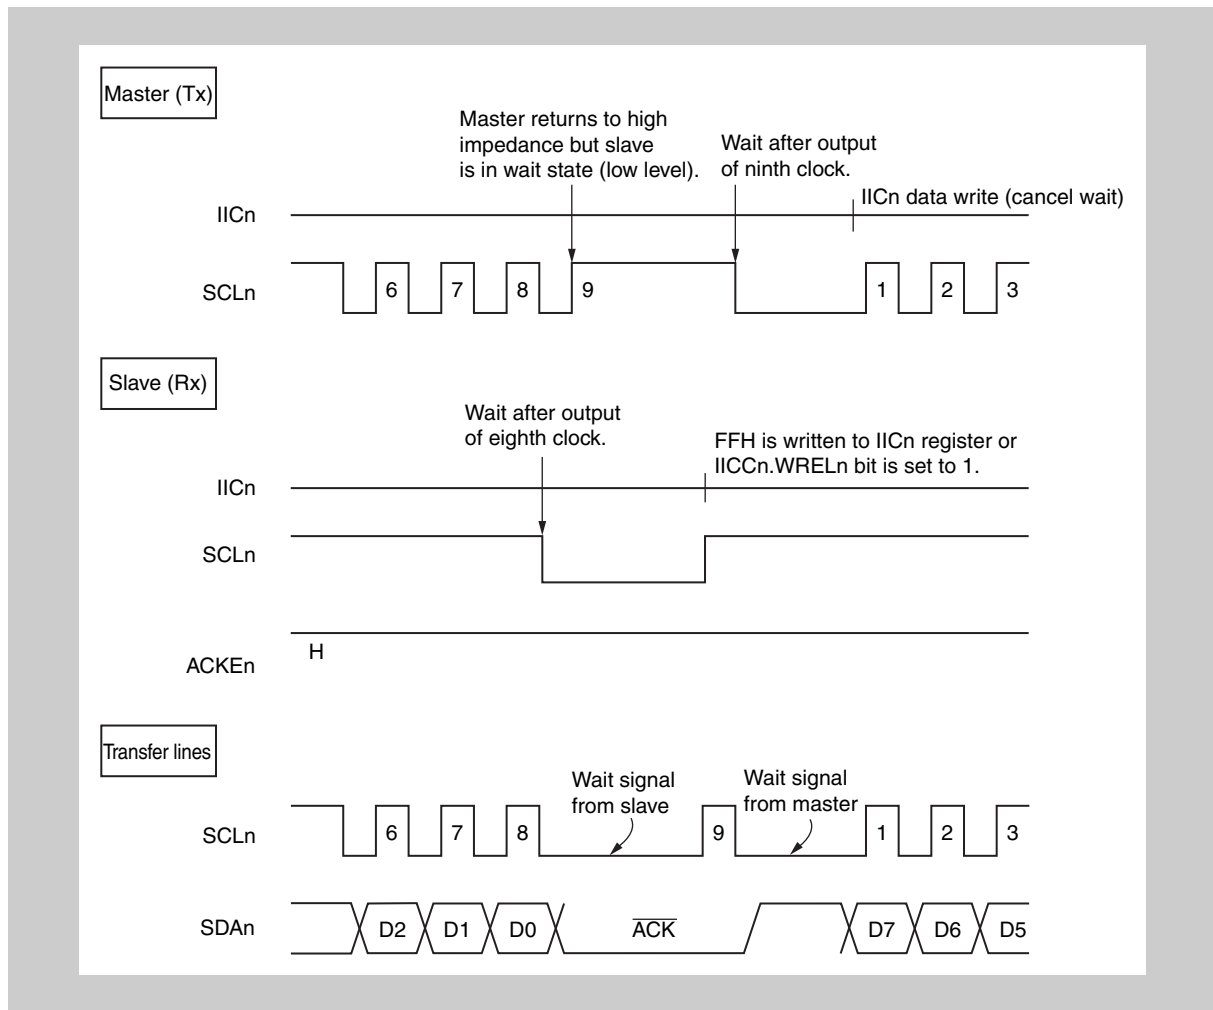 Master (Tx)
Master returns to high
impedance but slave
is in wait state (low level).
Wait after output
of ninth clock.
IICn data write (cancel wait)
IICn
SCLn
6 7 8 9 1 2 3
Slave (Rx)
Wait after output
of eighth clock.
FFH is written to IICn register or
IICCn.WRELn bit is set to 1.
IICn
SCLn
H
ACKEn
Transfer lines
Wait signal
from slave
Wait signal
from master
SCLn
6 7 8 9 1 2 3
SDAn
D2 D1 D0 A̅C̅K̅ D7 D6 D5